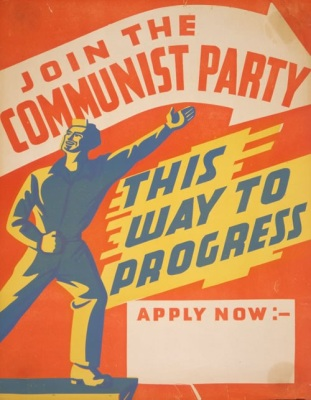 JOIN THE
COMMUNIST PARTY
THIS
WAY TO
PROGRESS
APPLY NOW:-